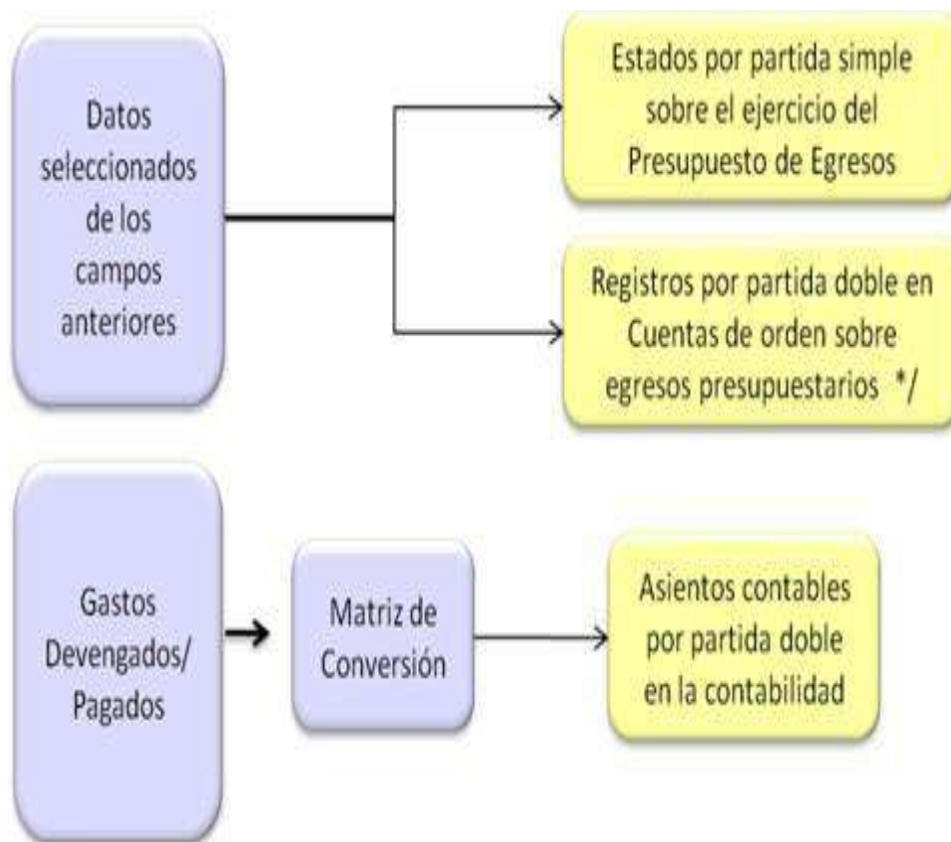 Datos
seleccionados
de los
campos
anteriores
Estados por partida simple
sobre el ejercicio del
Presupuesto de Egresos
Registros por partida doble en
Cuentas de orden sobre
egresos presupuestarios */
Gastos
Devengados/
Pagados
Matriz de
Conversión
Asientos contables
por partida doble
en la contabilidad